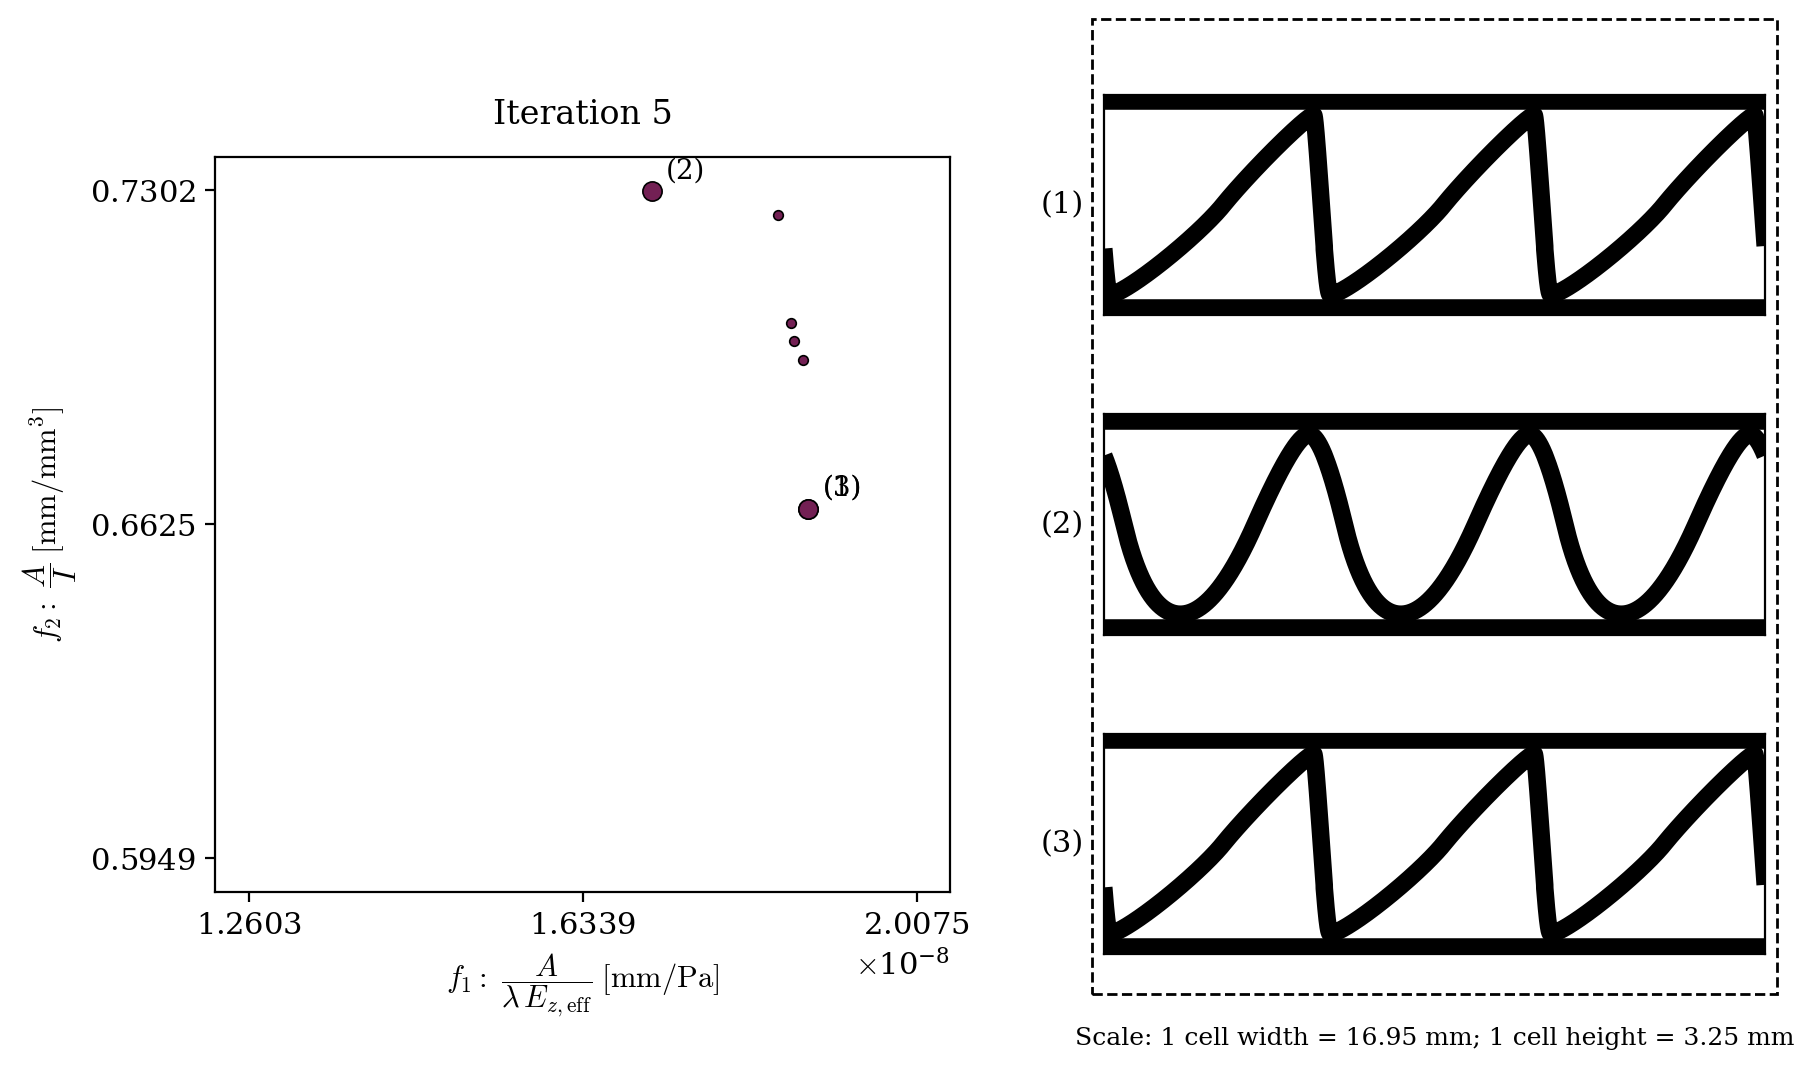 Iteration 5
(2)
(1)
(3)
0.7302
0.6625
0.5949
f₂: A/I [mm/mm³]
1.2603 1.6339 2.0075
×10⁻⁸
f₁: A/(λ E_z,eff) [mm/Pa]
(1)
(2)
(3)
Scale: 1 cell width = 16.95 mm; 1 cell height = 3.25 mm